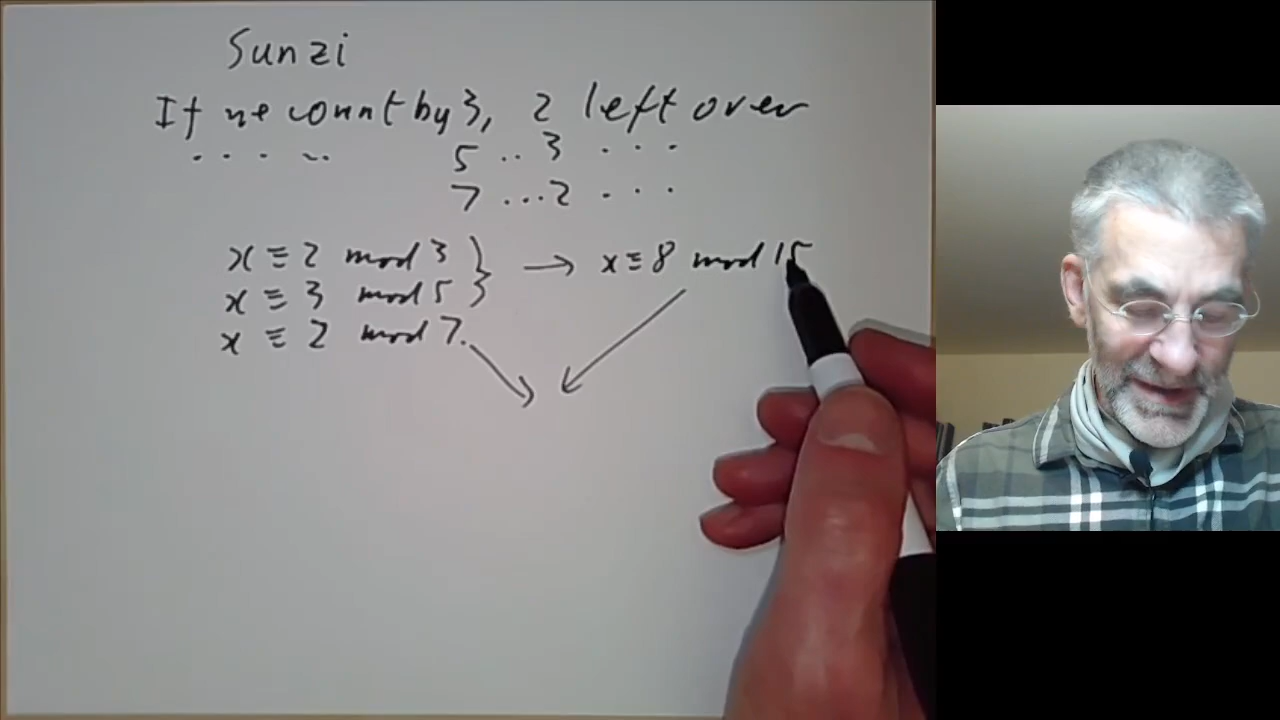 Sunzi
If we count by 3, 2 left over
. . . . . 5 .. 3 . . .
7 ... 2 . . .
x ≡ 2 mod 3 } → x ≡ 8 mod 15
x ≡ 3 mod 5
x ≡ 2 mod 7.